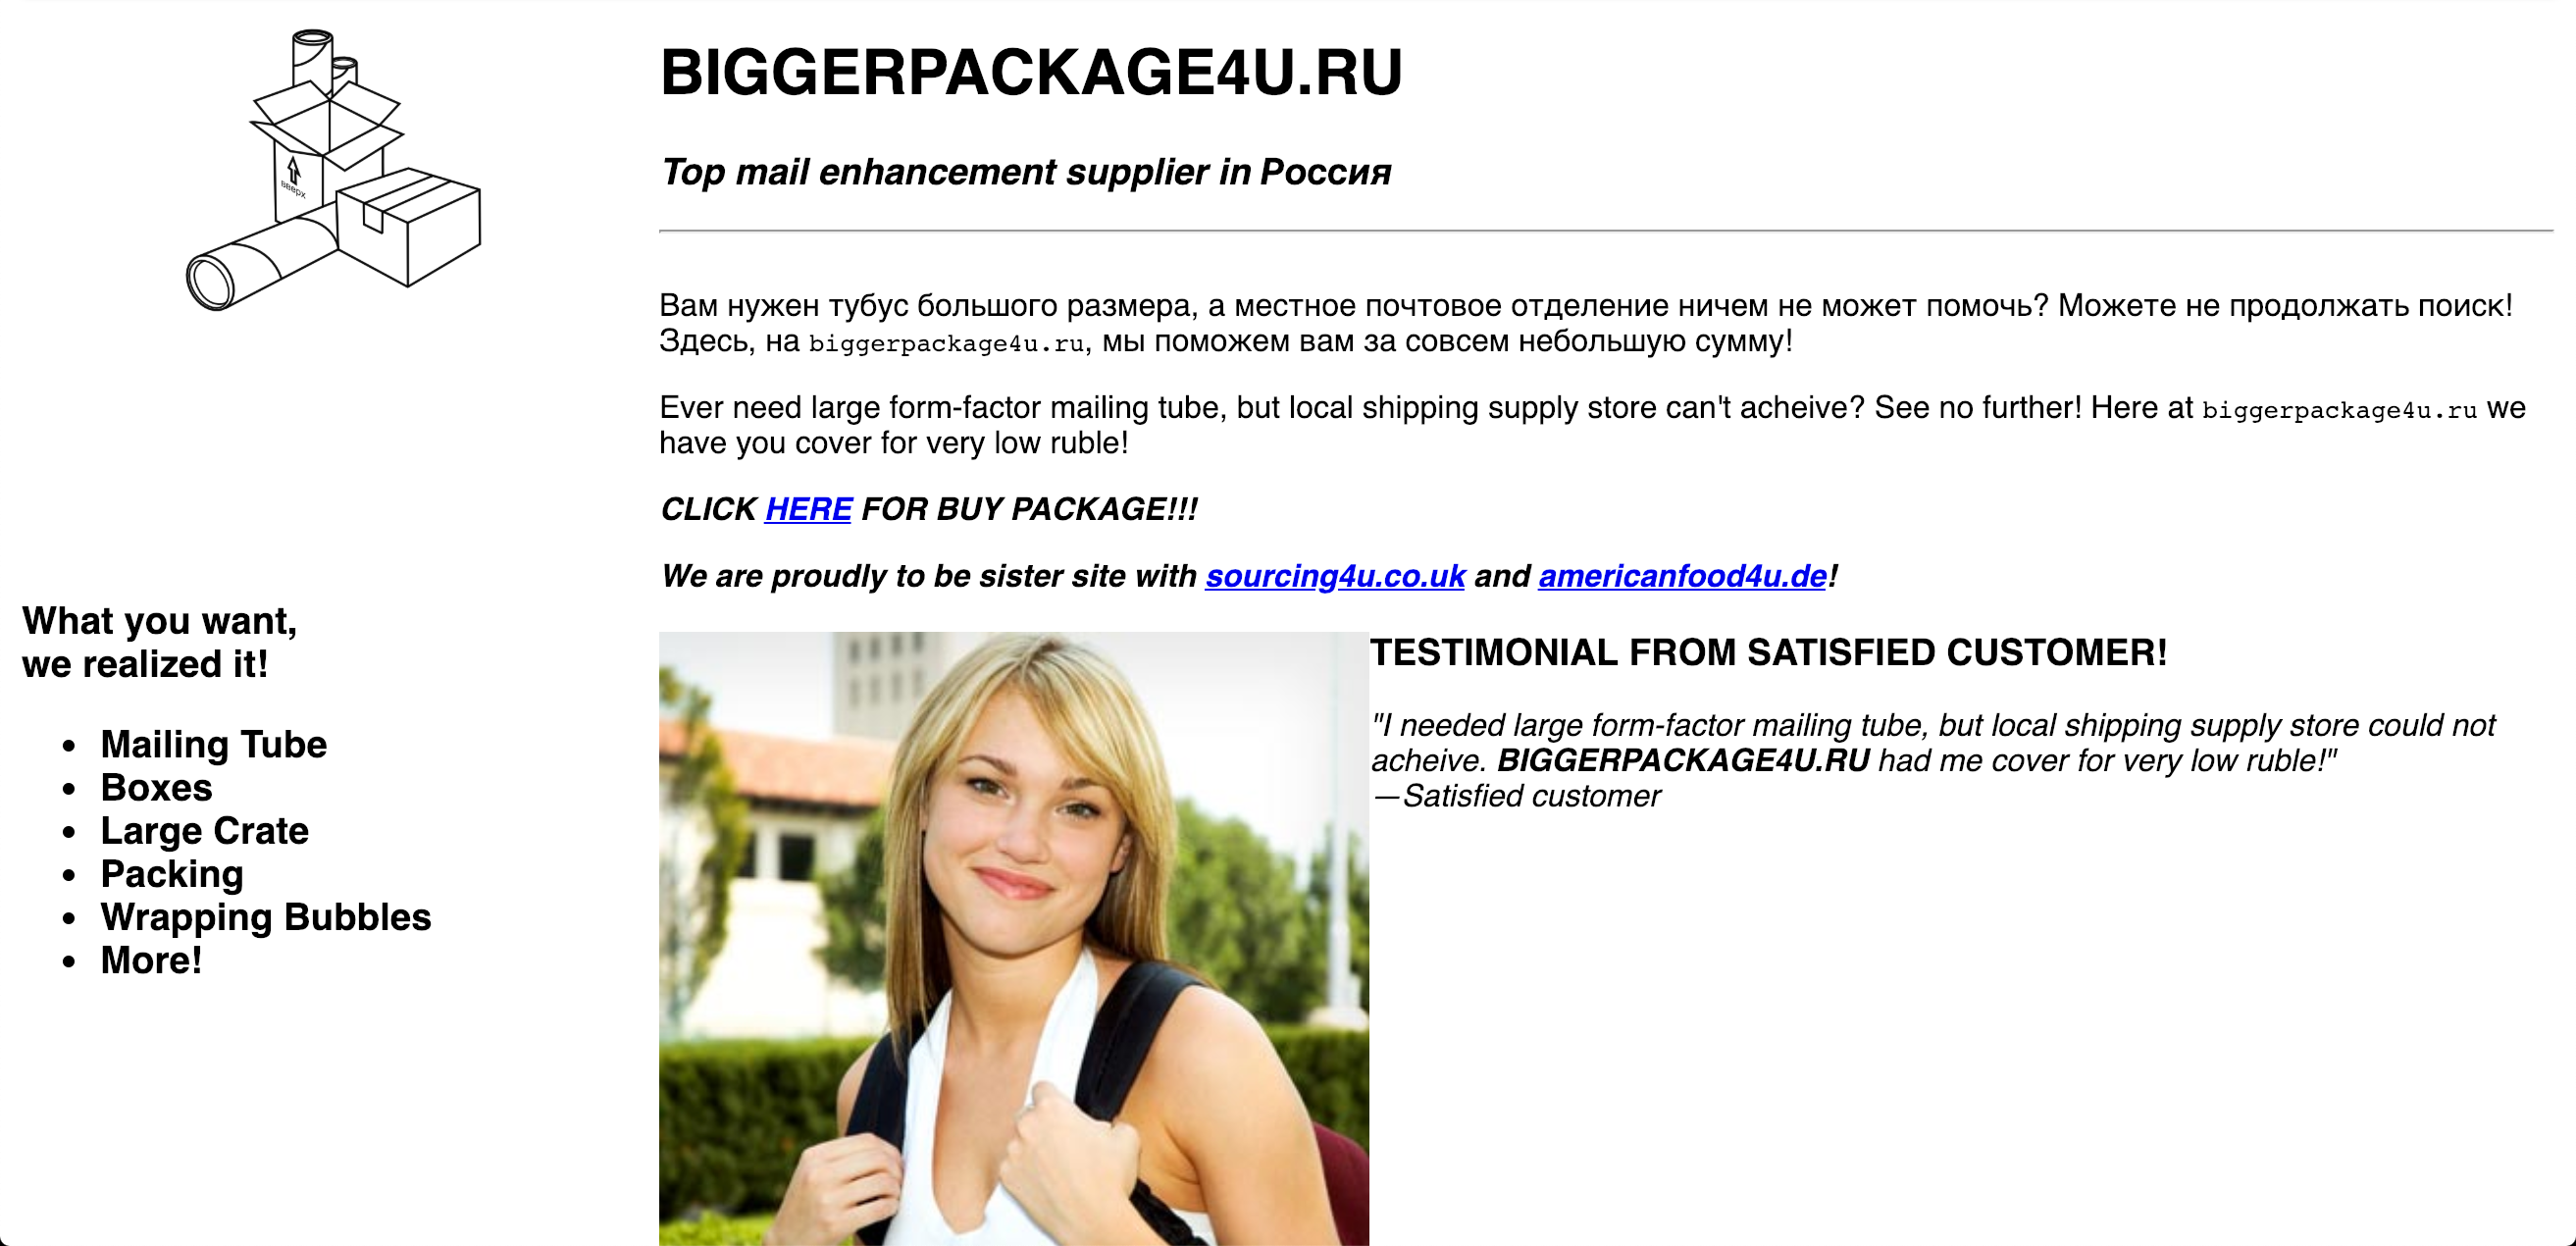 вверх
BIGGERPACKAGE4U.RU
Top mail enhancement supplier in Россия
Вам нужен тубус большого размера, а местное почтовое отделение ничем не может помочь? Можете не продолжать поиск!
Здесь, на biggerpackage4u.ru, мы поможем вам за совсем небольшую сумму!
Ever need large form-factor mailing tube, but local shipping supply store can't acheive? See no further! Here at biggerpackage4u.ru we
have you cover for very low ruble!
CLICK HERE FOR BUY PACKAGE!!!
We are proudly to be sister site with sourcing4u.co.uk and americanfood4u.de!
What you want,
we realized it!
• Mailing Tube
• Boxes
• Large Crate
• Packing
• Wrapping Bubbles
• More!
TESTIMONIAL FROM SATISFIED CUSTOMER!
"I needed large form-factor mailing tube, but local shipping supply store could not
acheive. BIGGERPACKAGE4U.RU had me cover for very low ruble!"
—Satisfied customer